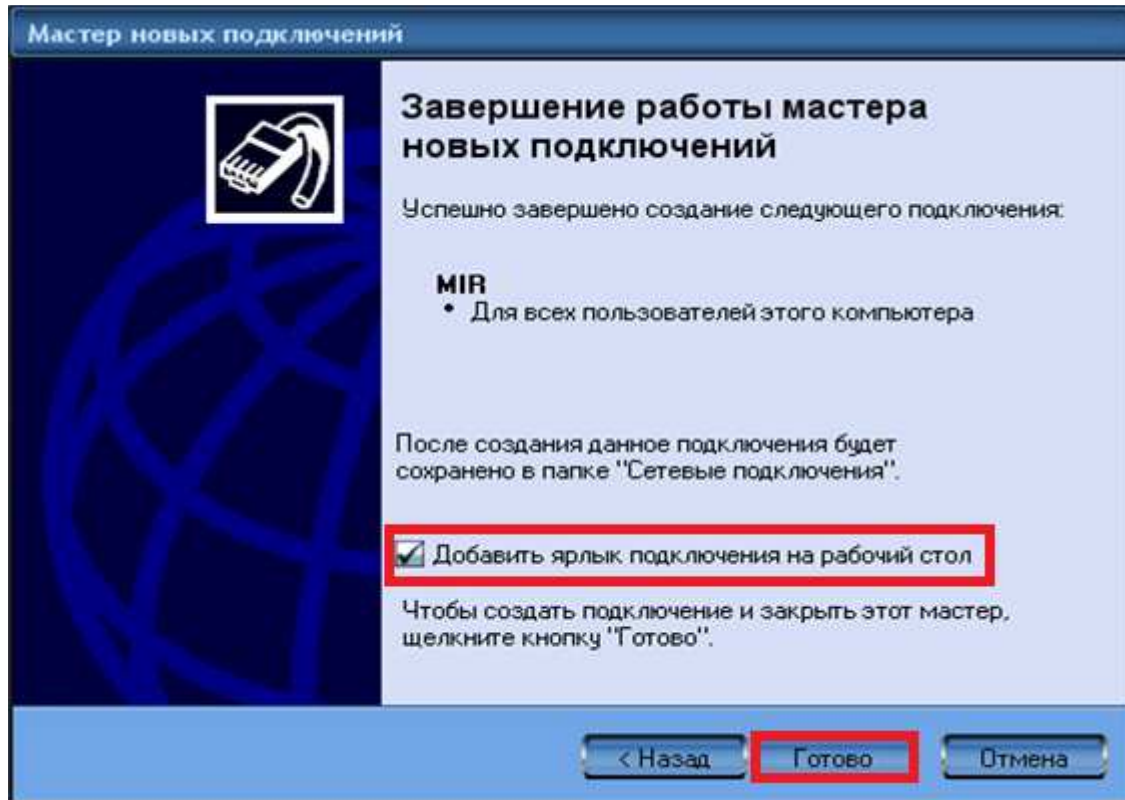 Мастер новых подключений
Завершение работы мастера
новых подключений
Успешно завершено создание следующего подключения:
MIR
• Для всех пользователей этого компьютера
После создания данное подключения будет
сохранено в папке "Сетевые подключения".
Добавить ярлык подключения на рабочий стол
Чтобы создать подключение и закрыть этот мастер,
щелкните кнопку "Готово".
< Назад Готово Отмена